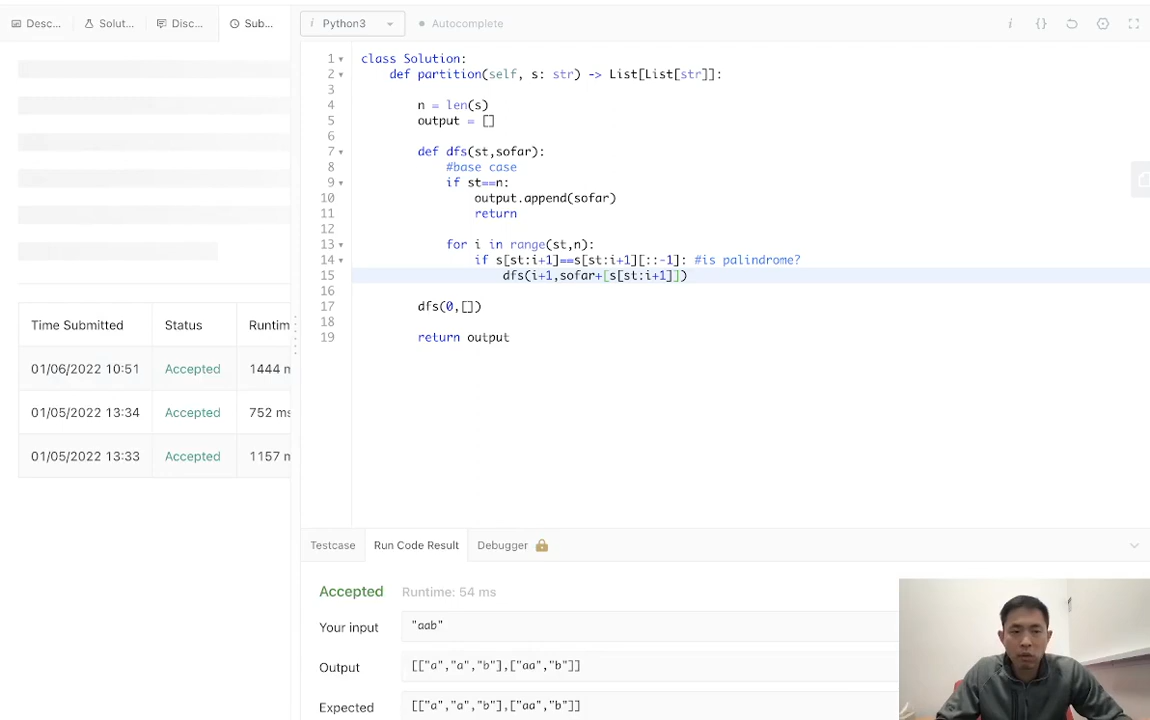 Desc... Solut... Disc... Sub...
i Python3 Autocomplete i {}
1 class Solution:
2 def partition(self, s: str) -> List[List[str]]:
3
4 n = len(s)
5 output = []
6
7 def dfs(st,sofar):
8 #base case
9 if st==n:
10 output.append(sofar)
11 return
12
13 for i in range(st,n):
14 if s[st:i+1]==s[st:i+1][::-1]: #is palindrome?
15 dfs(i+1,sofar+[s[st:i+1]])
16
17 dfs(0,[])
18
19 return output
Time Submitted Status Runtim
01/06/2022 10:51 Accepted 1444 m
01/05/2022 13:34 Accepted 752 ms
01/05/2022 13:33 Accepted 1157 m
Testcase Run Code Result Debugger
Accepted Runtime: 54 ms
Your input "aab"
Output [["a","a","b"],["aa","b"]]
Expected [["a","a","b"],["aa","b"]]